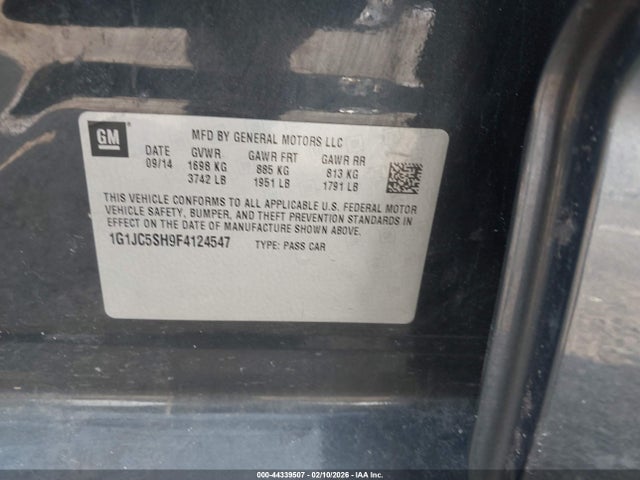 GM
MFD BY GENERAL MOTORS LLC
DATE GVWR GAWR FRT GAWR RR
09/14 1698 KG 885 KG 813 KG
3742 LB 1951 LB 1791 LB
THIS VEHICLE CONFORMS TO ALL APPLICABLE U.S. FEDERAL MOTOR
VEHICLE SAFETY, BUMPER, AND THEFT PREVENTION STANDARDS IN
EFFECT ON THE DATE OF MANUFACTURE SHOWN ABOVE.
1G1JC5SH9F4124547 TYPE: PASS CAR
000-44339507 - 02/10/2026 - IAA Inc.